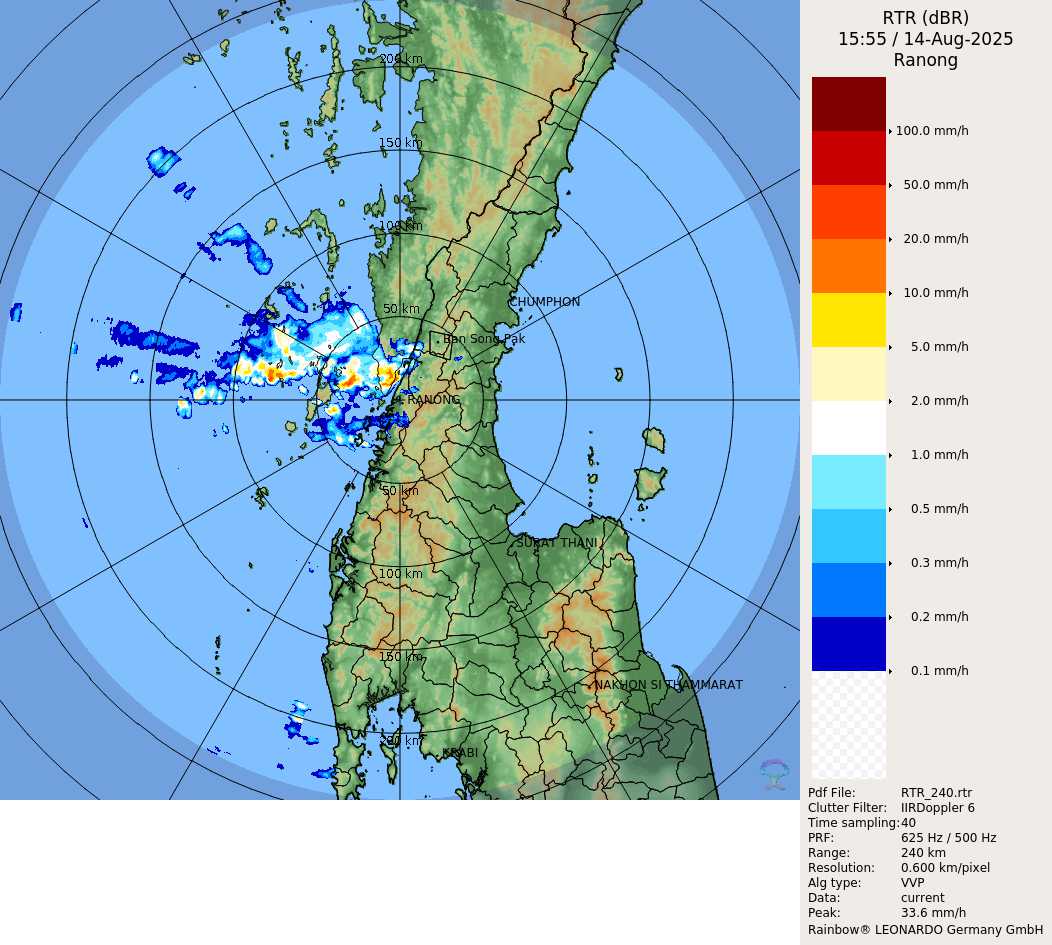 RTR (dBR)
15:55 / 14-Aug-2025
Ranong
200 km
150 km
100 km
50 km
CHUMPHON
Ban Song Pak
RANONG
50 km
SURAT THANI
100 km
150 km
NAKHON SI THAMMARAT
200 km
KRABI
100.0 mm/h
50.0 mm/h
20.0 mm/h
10.0 mm/h
5.0 mm/h
2.0 mm/h
1.0 mm/h
0.5 mm/h
0.3 mm/h
0.2 mm/h
0.1 mm/h
Pdf File: RTR_240.rtr
Clutter Filter: IIRDoppler 6
Time sampling:40
PRF: 625 Hz / 500 Hz
Range: 240 km
Resolution: 0.600 km/pixel
Alg type: VVP
Data: current
Peak: 33.6 mm/h
Rainbow® LEONARDO Germany GmbH